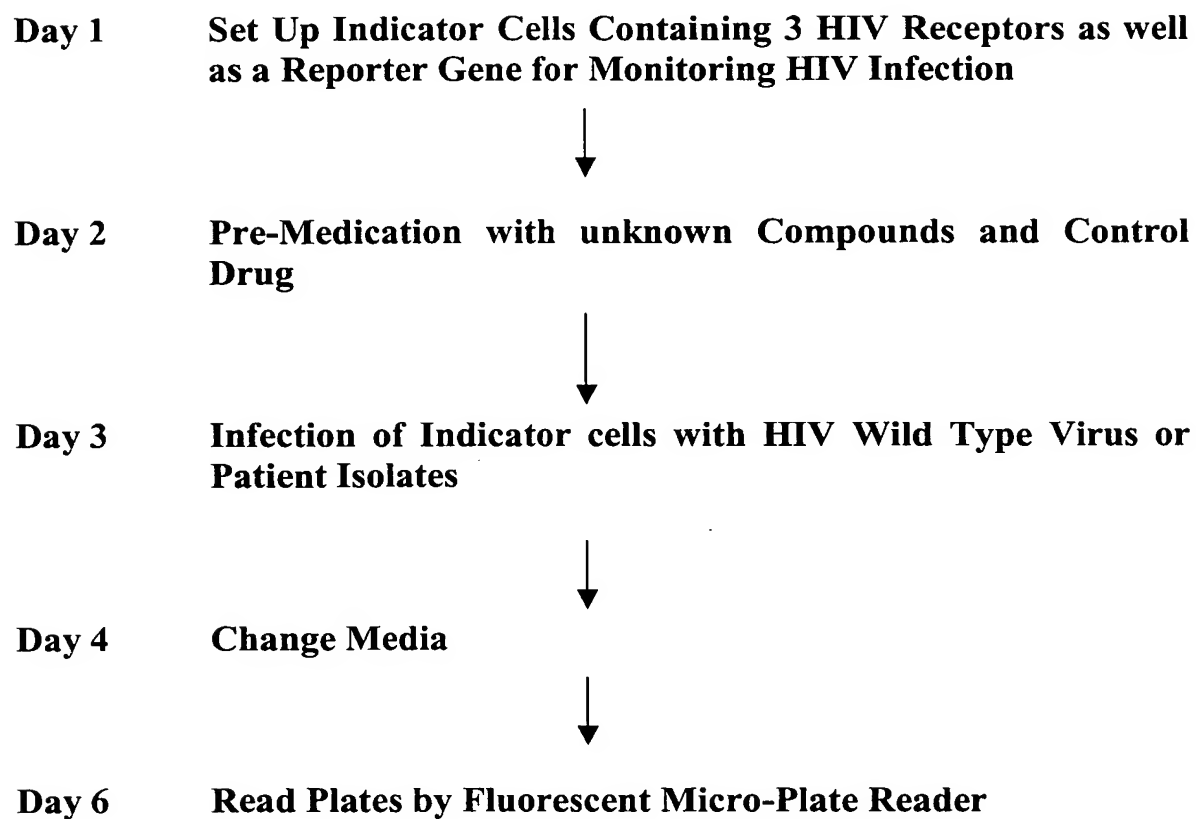 Day 1 Set Up Indicator Cells Containing 3 HIV Receptors as well
as a Reporter Gene for Monitoring HIV Infection
Day 2 Pre-Medication with unknown Compounds and Control
Drug
Day 3 Infection of Indicator cells with HIV Wild Type Virus or
Patient Isolates
Day 4 Change Media
Day 6 Read Plates by Fluorescent Micro-Plate Reader